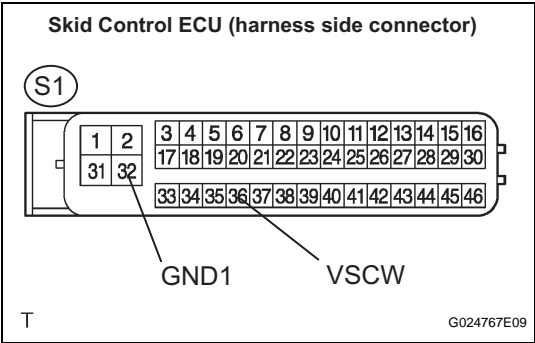 Skid Control ECU (harness side connector)
S1
1 2 3 4 5 6 7 8 9 10 11 12 13 14 15 16
17 18 19 20 21 22 23 24 25 26 27 28 29 30
31 32
33 34 35 36 37 38 39 40 41 42 43 44 45 46
GND1 VSCW
T G024767E09